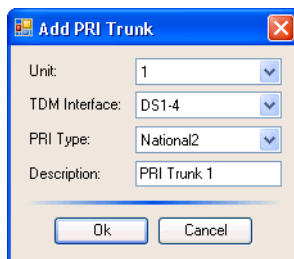 Add PRI Trunk
Unit: 1
TDM Interface: DS1-4
PRI Type: National2
Description: PRI Trunk 1
Ok Cancel